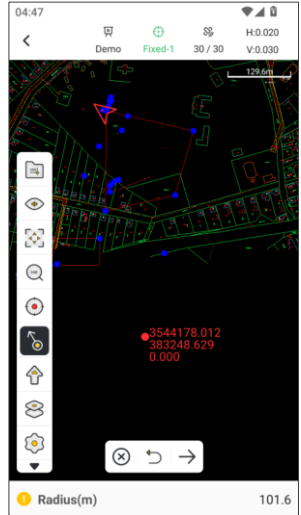 04:47
Demo
Fixed-1
30 / 30
H:0.020
V:0.030
129.6m
3544178.012
383248.629
0.000
Radius(m)
101.6